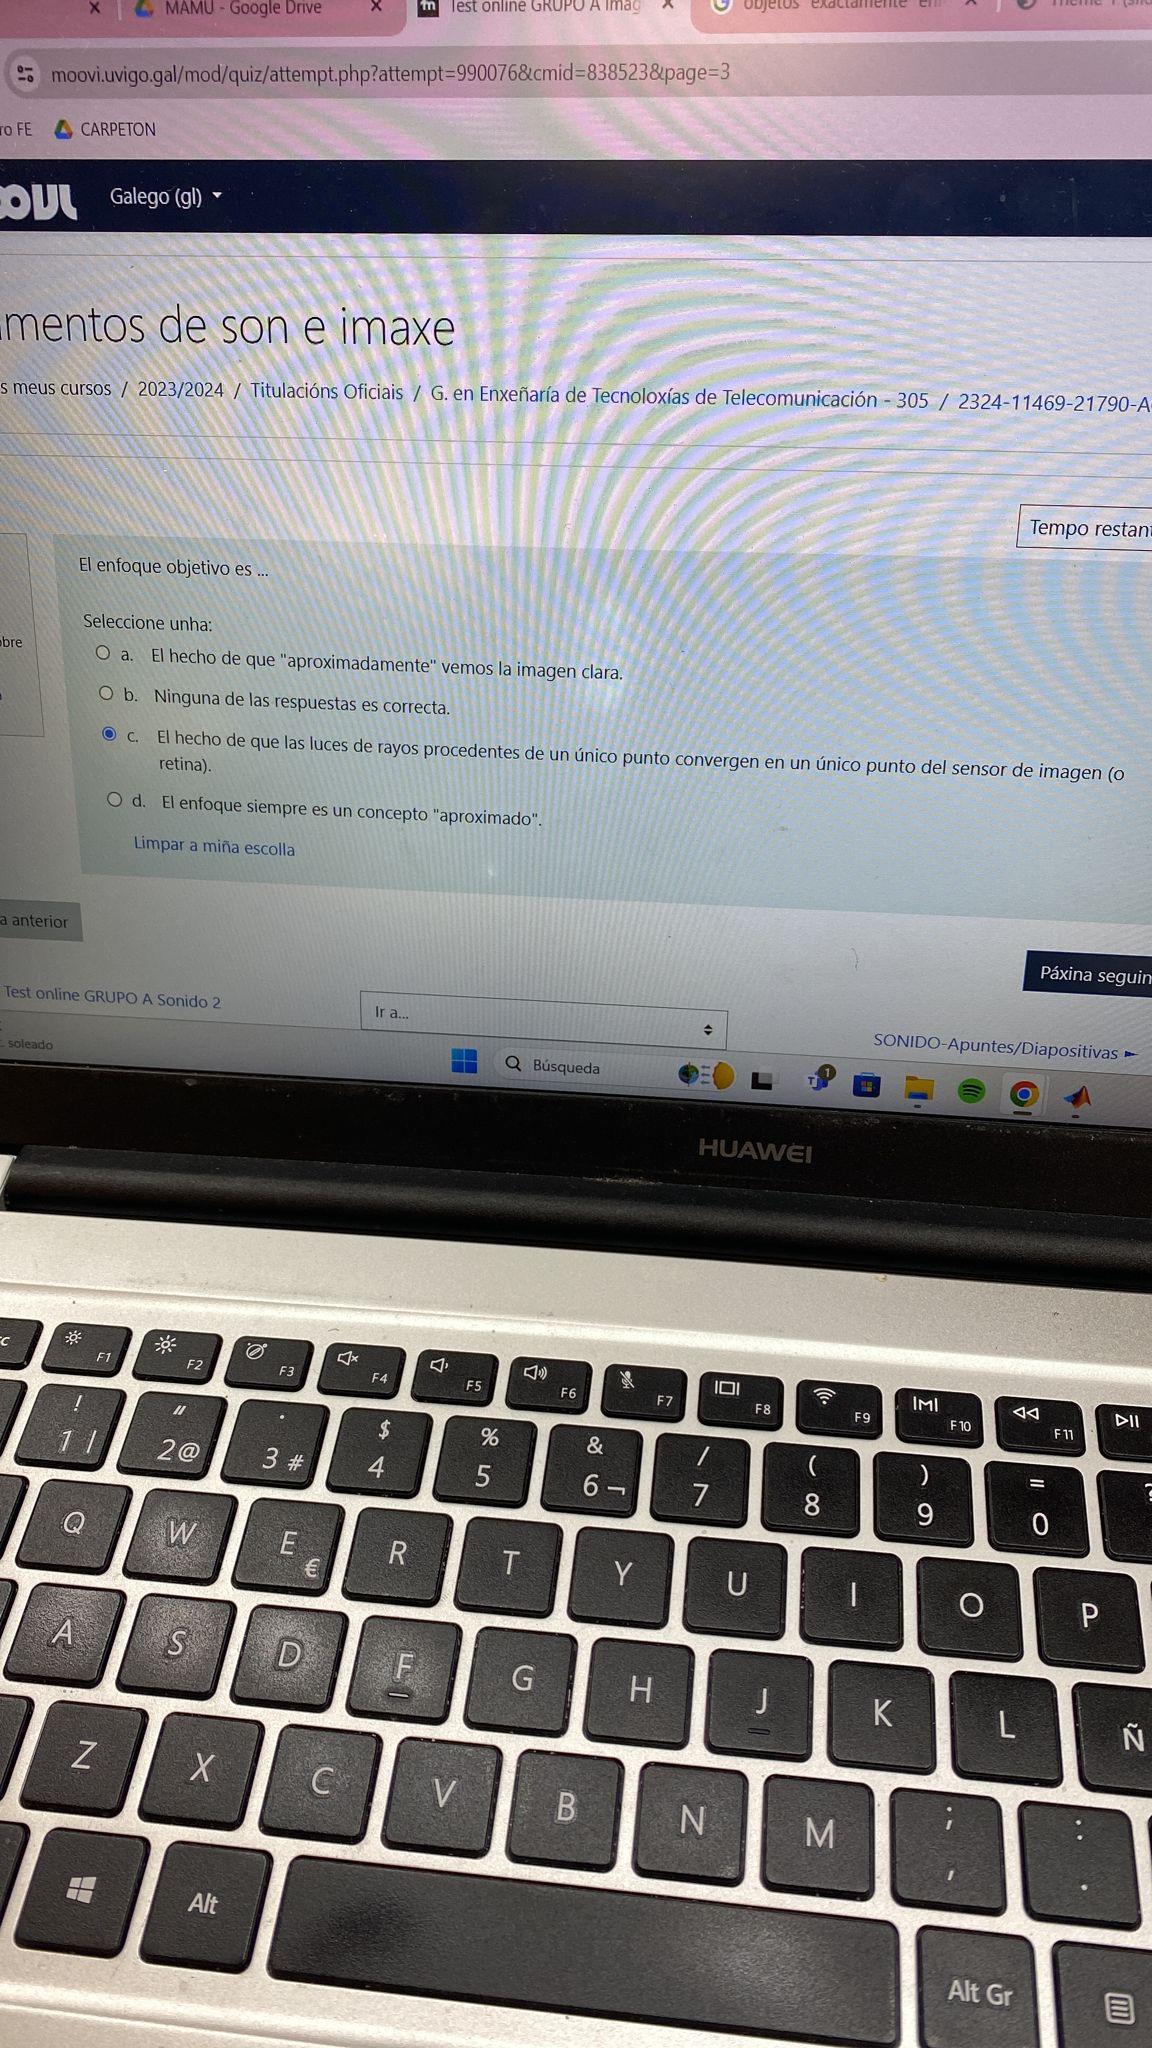 MAMU - Google Drive
Test online GRUPO A Imag
objetos "exactamente" en
moovi.uvigo.gal/mod/quiz/attempt.php?attempt=990076&cmid=838523&page=3
ro FE CARPETON
Galego (gl)
mentos de son e imaxe
s meus cursos / 2023/2024 / Titulacións Oficiais / G. en Enxeñaría de Tecnoloxías de Telecomunicación - 305 / 2324-11469-21790-A
Tempo restant
El enfoque objetivo es ...
Seleccione unha:
obre
a. El hecho de que "aproximadamente" vemos la imagen clara.
b. Ninguna de las respuestas es correcta.
c. El hecho de que las luces de rayos procedentes de un único punto convergen en un único punto del sensor de imagen (o
retina).
d. El enfoque siempre es un concepto "aproximado".
Limpar a miña escolla
a anterior
Páxina seguin
Test online GRUPO A Sonido 2
Ir a...
SONIDO-Apuntes/Diapositivas ►
soleado
Búsqueda
1
HUAWEI
F1 F2 F3 F4 F5 F6 F7 F8 F9 F10 F11
! " · $ % & / ( ) =
1 | 2 @ 3 # 4 5 6 ¬ 7 8 9 0
Q W E € R T Y U I O P
A S D F G H J K L Ñ
Z X C V B N M ; , : .
Alt Alt Gr